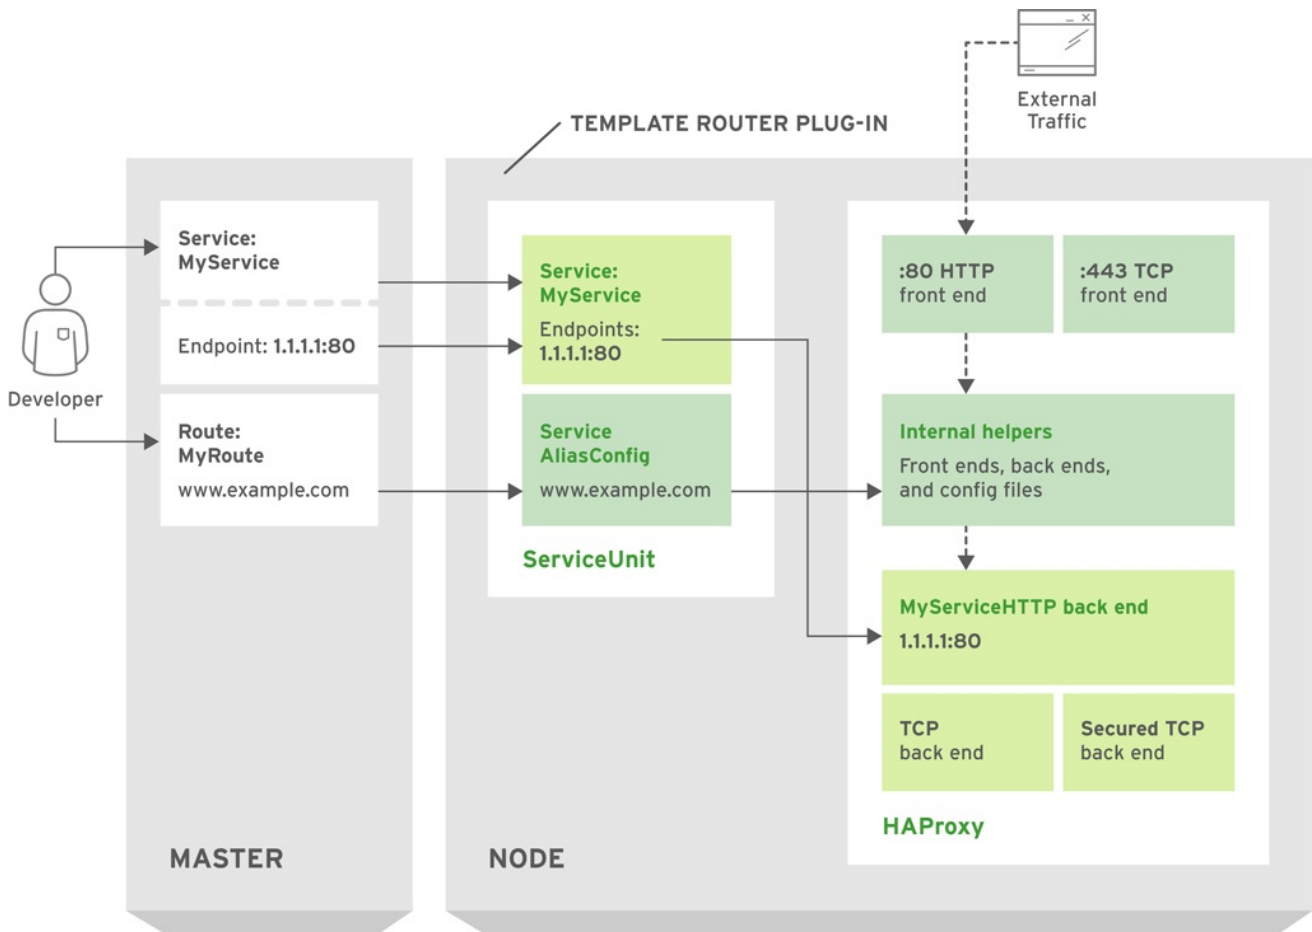 External
Traffic
TEMPLATE ROUTER PLUG-IN
Developer
Service:
MyService
Endpoint: 1.1.1.1:80
Route:
MyRoute
www.example.com
MASTER
Service:
MyService
Endpoints:
1.1.1.1:80
Service
AliasConfig
www.example.com
ServiceUnit
NODE
:80 HTTP
front end
:443 TCP
front end
Internal helpers
Front ends, back ends,
and config files
MyServiceHTTP back end
1.1.1.1:80
TCP
back end
Secured TCP
back end
HAProxy